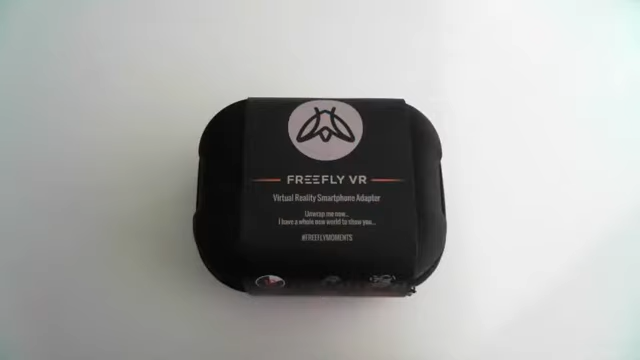 FREEFLY VR
Virtual Reality Smartphone Adapter
Unwrap me now...
I have a whole new world to show you...
#FREEFLYMOMENTS